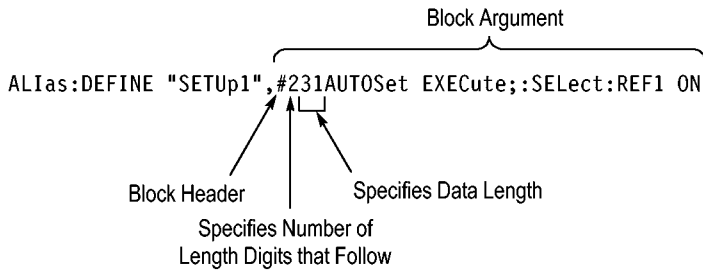 Block Argument
ALIas:DEFINE "SETUp1",#231AUTOSet EXECute;:SELect:REF1 ON
Block Header
Specifies Data Length
Specifies Number of
Length Digits that Follow